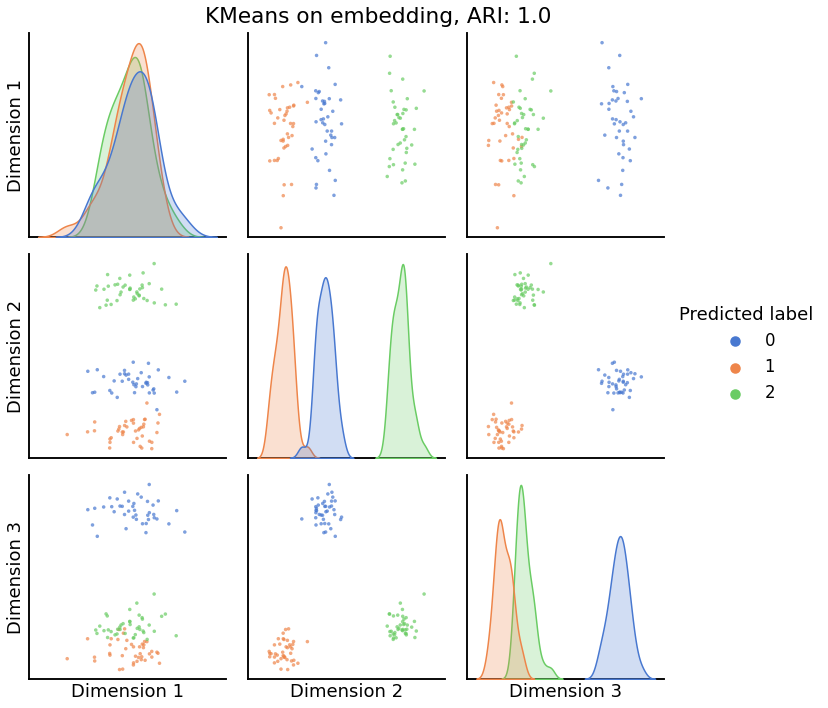 KMeans on embedding, ARI: 1.0
Dimension 1
Dimension 2
Predicted label
0
1
2
Dimension 3
Dimension 1
Dimension 2
Dimension 3